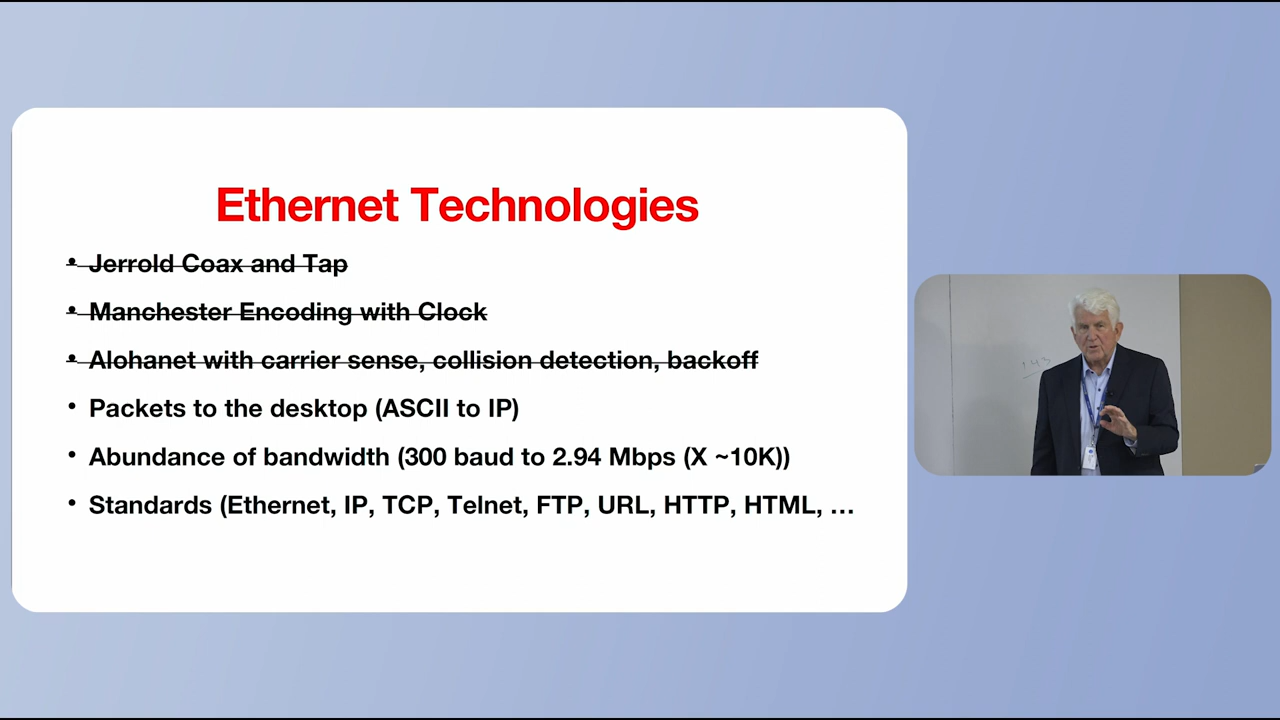 Ethernet Technologies
• Jerrold Coax and Tap
• Manchester Encoding with Clock
• Alohanet with carrier sense, collision detection, backoff
• Packets to the desktop (ASCII to IP)
• Abundance of bandwidth (300 baud to 2.94 Mbps (X ~10K))
• Standards (Ethernet, IP, TCP, Telnet, FTP, URL, HTTP, HTML, …